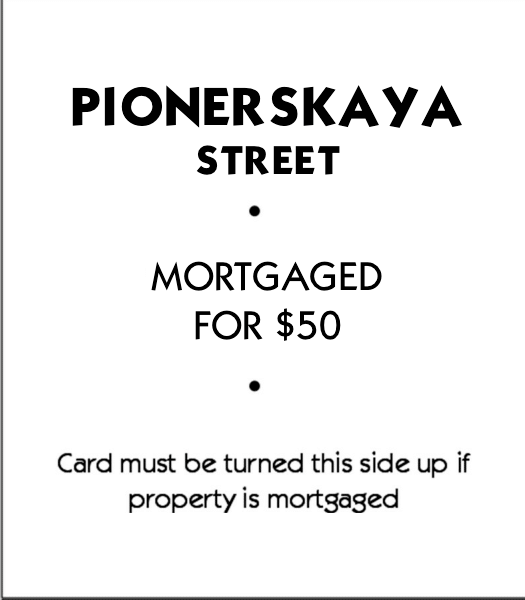 PIONERSKAYA
STREET
•
MORTGAGED
FOR $50
•
Card must be turned this side up if
property is mortgaged